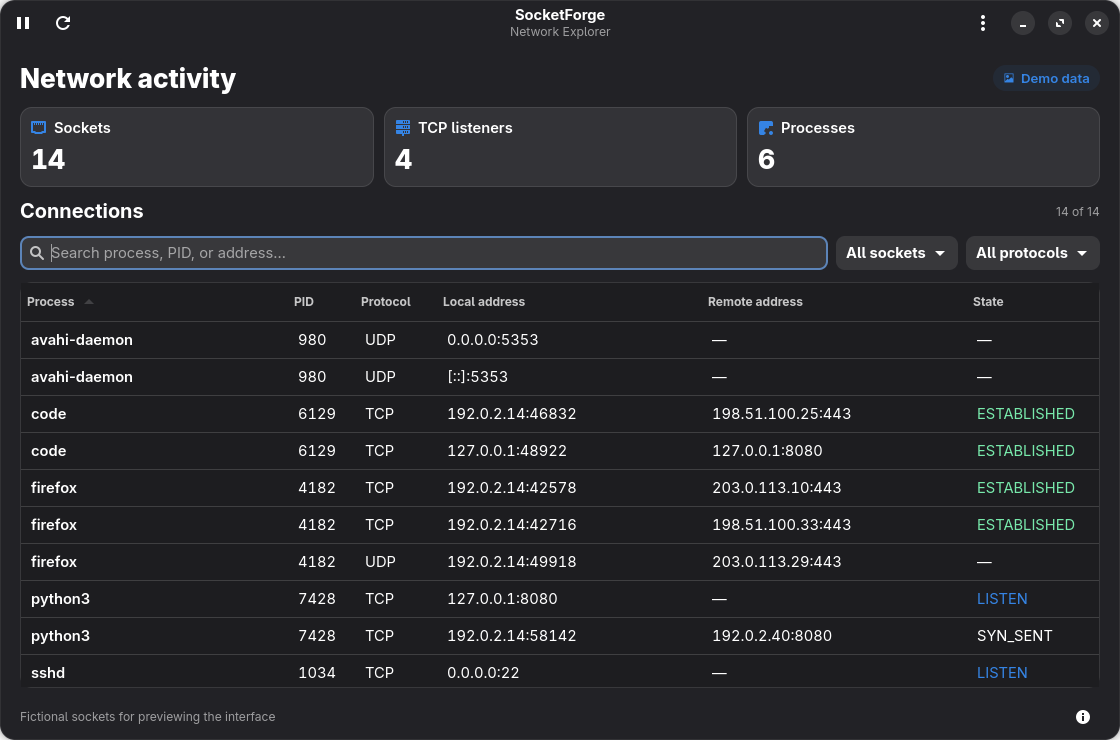 SocketForge
Network Explorer
Network activity
Demo data
Sockets
14
TCP listeners
4
Processes
6
Connections
14 of 14
Search process, PID, or address...
All sockets
All protocols
Process PID Protocol Local address Remote address State
avahi-daemon 980 UDP 0.0.0.0:5353 — —
avahi-daemon 980 UDP [::]:5353 — —
code 6129 TCP 192.0.2.14:46832 198.51.100.25:443 ESTABLISHED
code 6129 TCP 127.0.0.1:48922 127.0.0.1:8080 ESTABLISHED
firefox 4182 TCP 192.0.2.14:42578 203.0.113.10:443 ESTABLISHED
firefox 4182 TCP 192.0.2.14:42716 198.51.100.33:443 ESTABLISHED
firefox 4182 UDP 192.0.2.14:49918 203.0.113.29:443 —
python3 7428 TCP 127.0.0.1:8080 — LISTEN
python3 7428 TCP 192.0.2.14:58142 192.0.2.40:8080 SYN_SENT
sshd 1034 TCP 0.0.0.0:22 — LISTEN
Fictional sockets for previewing the interface